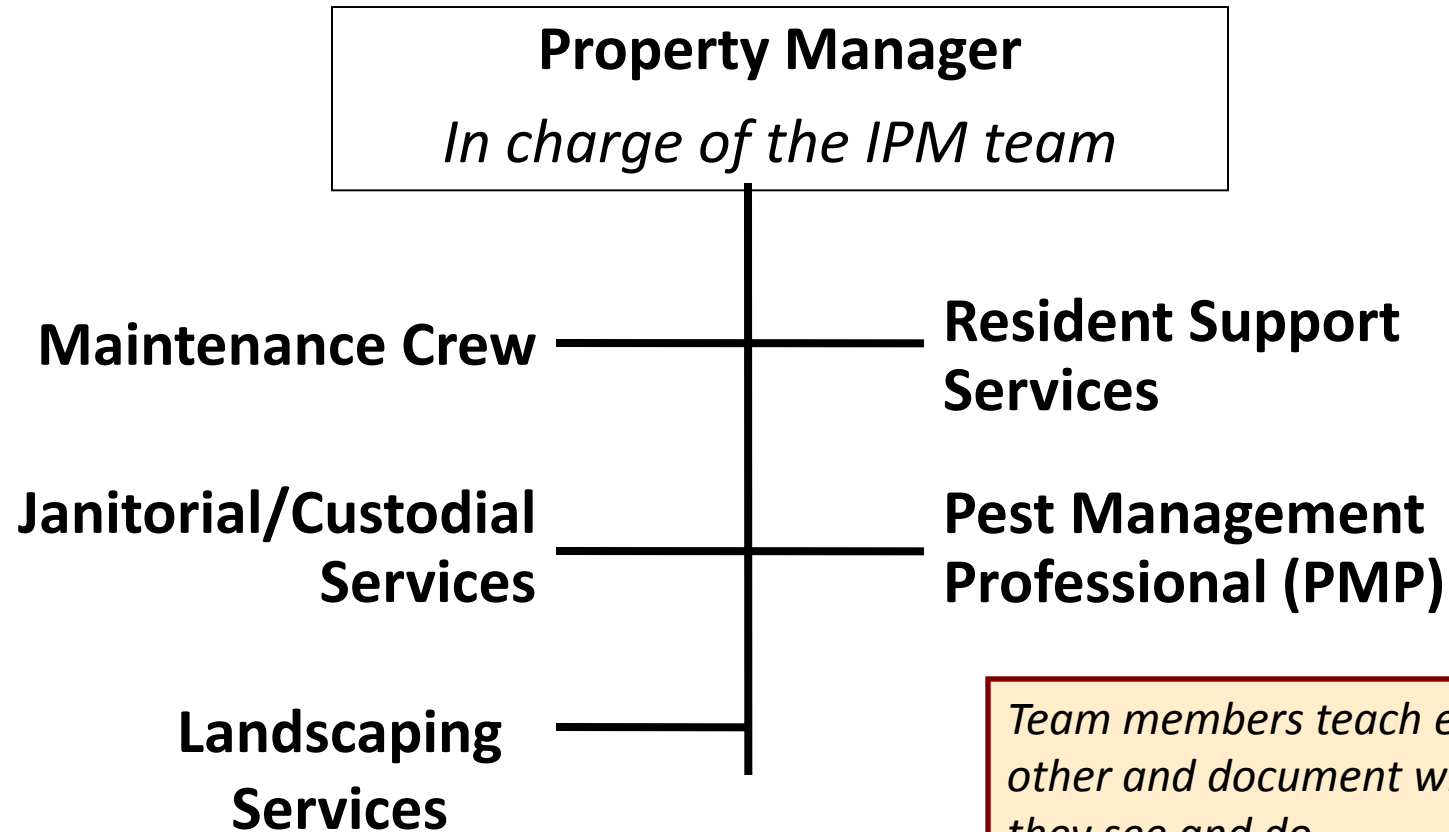 Property Manager
In charge of the IPM team
Maintenance Crew
Resident Support
Services
Janitorial/Custodial
Services
Pest Management
Professional (PMP)
Landscaping
Services
Team members teach
other and document
they see and do